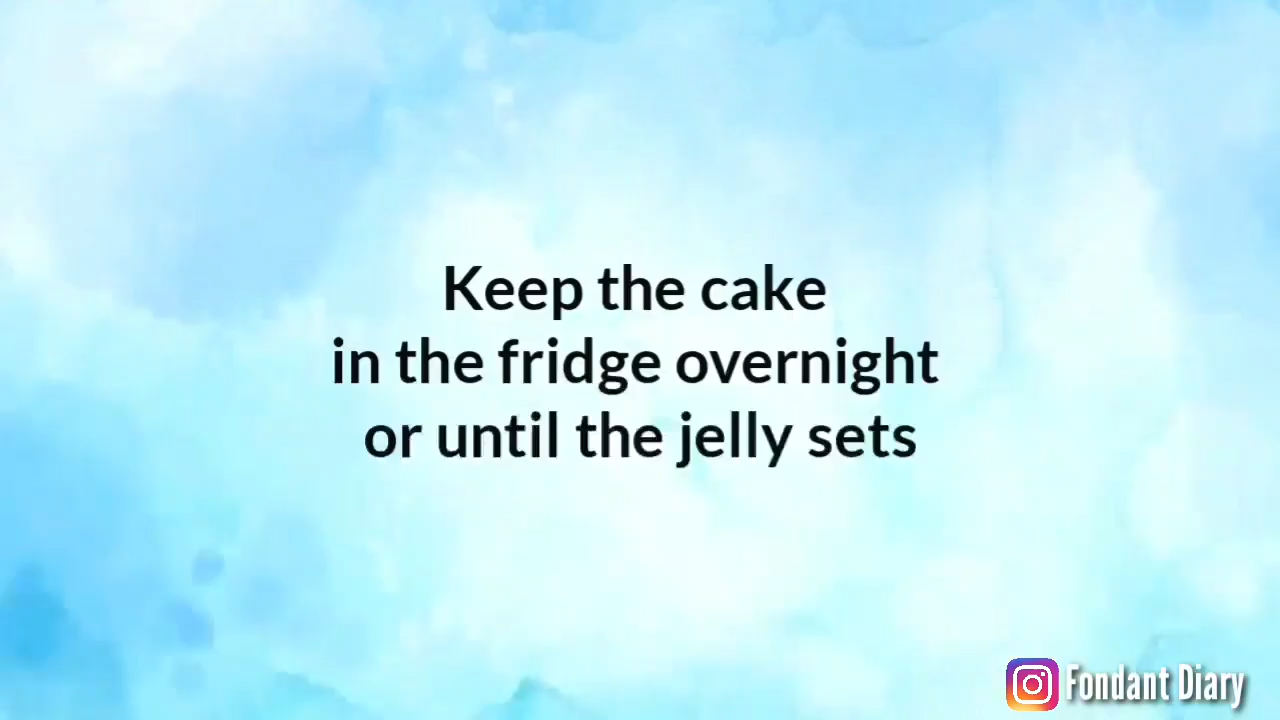 Keep the cake
in the fridge overnight
or until the jelly sets
Fondant Diary